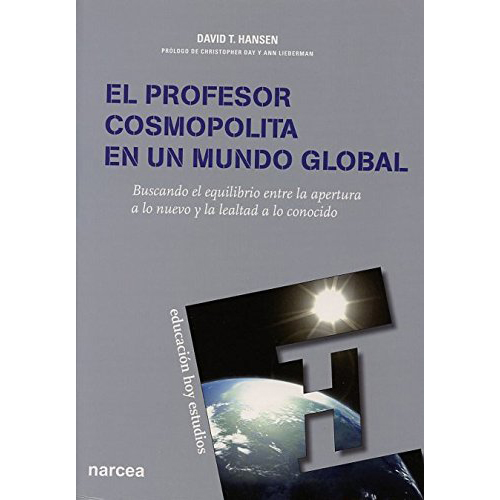 DAVID T. HANSEN
PRÓLOGO DE CHRISTOPHER DAY Y ANN LIEBERMAN
EL PROFESOR
COSMOPOLITA
EN UN MUNDO GLOBAL
Buscando el equilibrio entre la apertura
a lo nuevo y la lealtad a lo conocido
educación hoy estudios
narcea